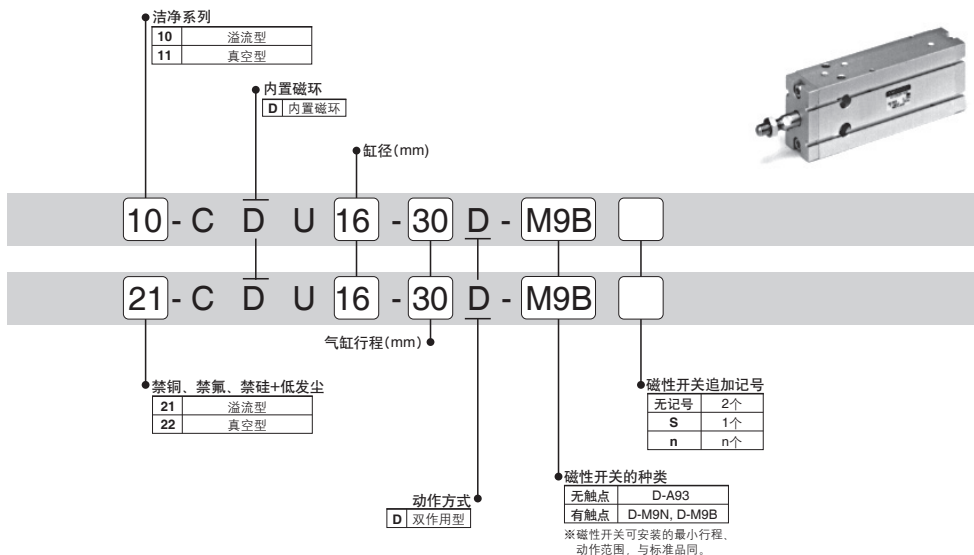 洁净系列
10 溢流型
11 真空型
内置磁环
D 内置磁环
缸径(mm)
10 - C D U 16 - 30 D - M9B
21 - C D U 16 - 30 D - M9B
气缸行程(mm)
禁铜、禁氟、禁硅+低发尘
21 溢流型
22 真空型
磁性开关追加记号
无记号 2个
S 1个
n n个
磁性开关的种类
无触点 D-A93
有触点 D-M9N, D-M9B
※磁性开关可安装的最小行程、
动作范围、与标准品同。
动作方式
D 双作用型